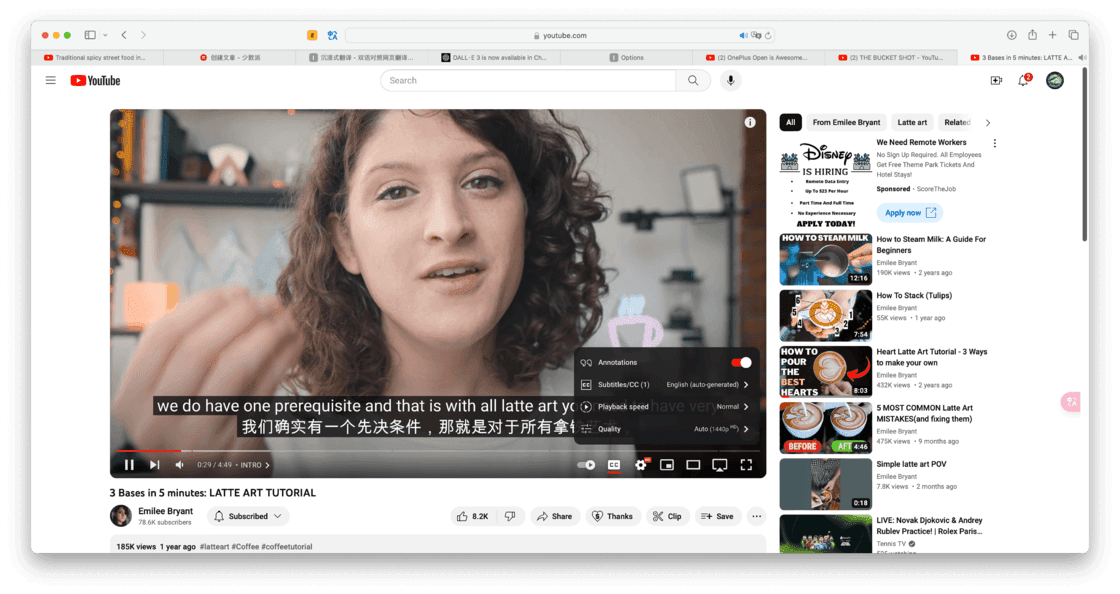 youtube.com
Traditional spicy street food in...
创建文章 - 少数派
沉浸式翻译 - 双语对照网页翻译...
DALL·E 3 is now available in Ch...
Options
(2) OnePlus Open is Awesome...
(2) THE BUCKET SHOT - YouTu...
3 Bases in 5 minutes: LATTE A...
YouTube
Search
2
All
From Emilee Bryant
Latte art
Related
DISNEY
IS HIRING
Remote Data Entry
Up To $23 Per Hour
Part Time And Full Time
No Experience Necessary
APPLY TODAY!
We Need Remote Workers
No Sign Up Required. All Employees
Get Free Theme Park Tickets And
Hotel Stays!
Sponsored · ScoreTheJob
Apply now
HOW TO STEAM MILK
12:16
How to Steam Milk: A Guide For
Beginners
Emilee Bryant
190K views · 2 years ago
6
5
4
3
2
1
7:54
How To Stack (Tulips)
Emilee Bryant
55K views · 1 year ago
HOW TO
POUR
THE
BEST
HEARTS
8:03
Heart Latte Art Tutorial - 3 Ways
to make your own
Emilee Bryant
432K views · 2 years ago
BEFORE
AFT
4:46
5 MOST COMMON Latte Art
MISTAKES(and fixing them)
Emilee Bryant
475K views · 9 months ago
0:18
Simple latte art POV
Emilee Bryant
7.8K views · 2 months ago
LIVE: Novak Djokovic & Andrey
Rublev Practice! | Rolex Paris...
Tennis TV
Annotations
Subtitles/CC (1) English (auto-generated)
Playback speed Normal
Quality Auto (1440p HD)
we do have one prerequisite and that is with all latte art you need to have very
我们确实有一个先决条件，那就是对于所有拿铁
0:29 / 4:49 · INTRO
CC
HD
3 Bases in 5 minutes: LATTE ART TUTORIAL
Emilee Bryant
78.6K subscribers
Subscribed
8.2K
Share
Thanks
Clip
Save
185K views 1 year ago #latteart #Coffee #coffeetutorial